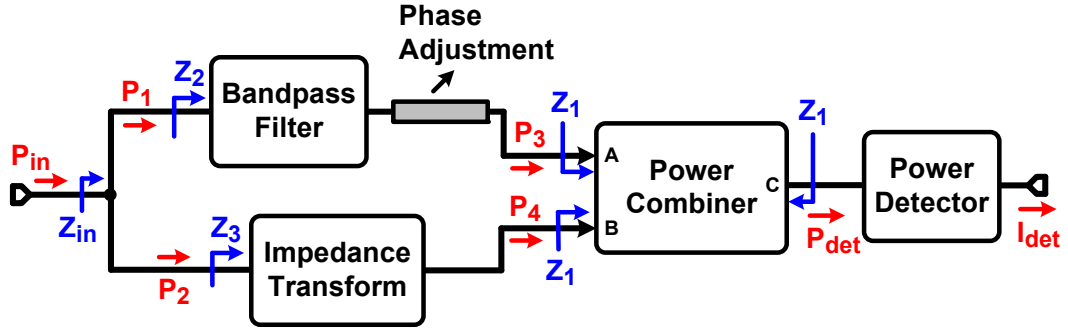 Phase
Adjustment
P1
Z2
Bandpass
Filter
Z1
P3
Z1
Pin
Zin
A
Power
Combiner
C
B
Power
Detector
P2
Z3
Impedance
Transform
P4
Z1
Pdet
Idet